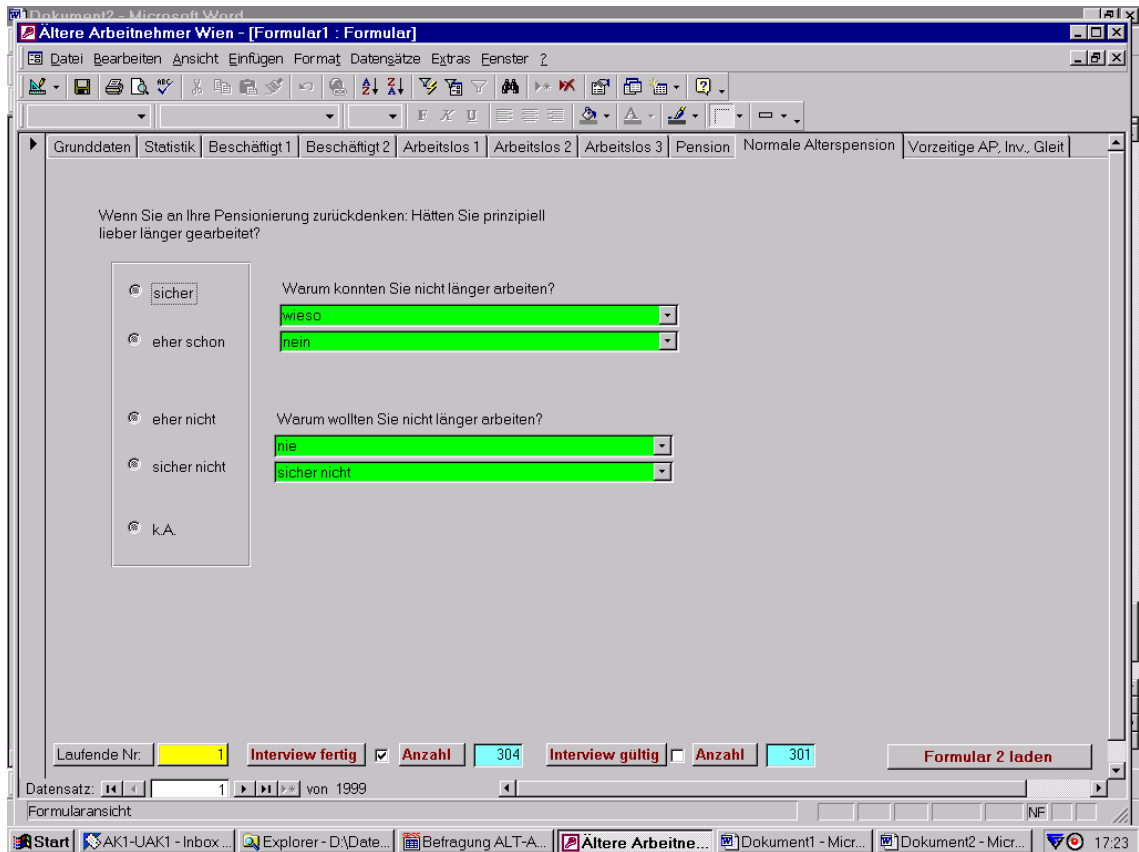 Dokument2 - Microsoft Word
Ältere Arbeitnehmer Wien - [Formular1 : Formular]
Datei Bearbeiten Ansicht Einfügen Format Datensätze Extras Fenster ?
F K U
Grunddaten Statistik Beschäftigt 1 Beschäftigt 2 Arbeitslos 1 Arbeitslos 2 Arbeitslos 3 Pension Normale Alterspension Vorzeitige AP, Inv., Gleit
Wenn Sie an Ihre Pensionierung zurückdenken: Hätten Sie prinzipiell
lieber länger gearbeitet?
sicher
Warum konnten Sie nicht länger arbeiten?
wieso
eher schon
nein
eher nicht
Warum wollten Sie nicht länger arbeiten?
nie
sicher nicht
sicher nicht
k.A.
Laufende Nr: 1 Interview fertig Anzahl 304 Interview gültig Anzahl 301 Formular 2 laden
Datensatz: 1 von 1999
Formularansicht NF
Start AK1-UAK1 - Inbox ... Explorer - D:\Date... Befragung ALT-A... Ältere Arbeitne... Dokument1 - Micr... Dokument2 - Micr... 17:23